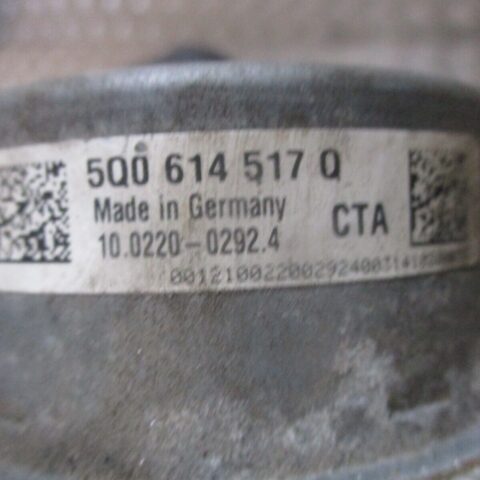 5Q0 614 517 Q
Made in Germany
CTA
10.0220-0292.4